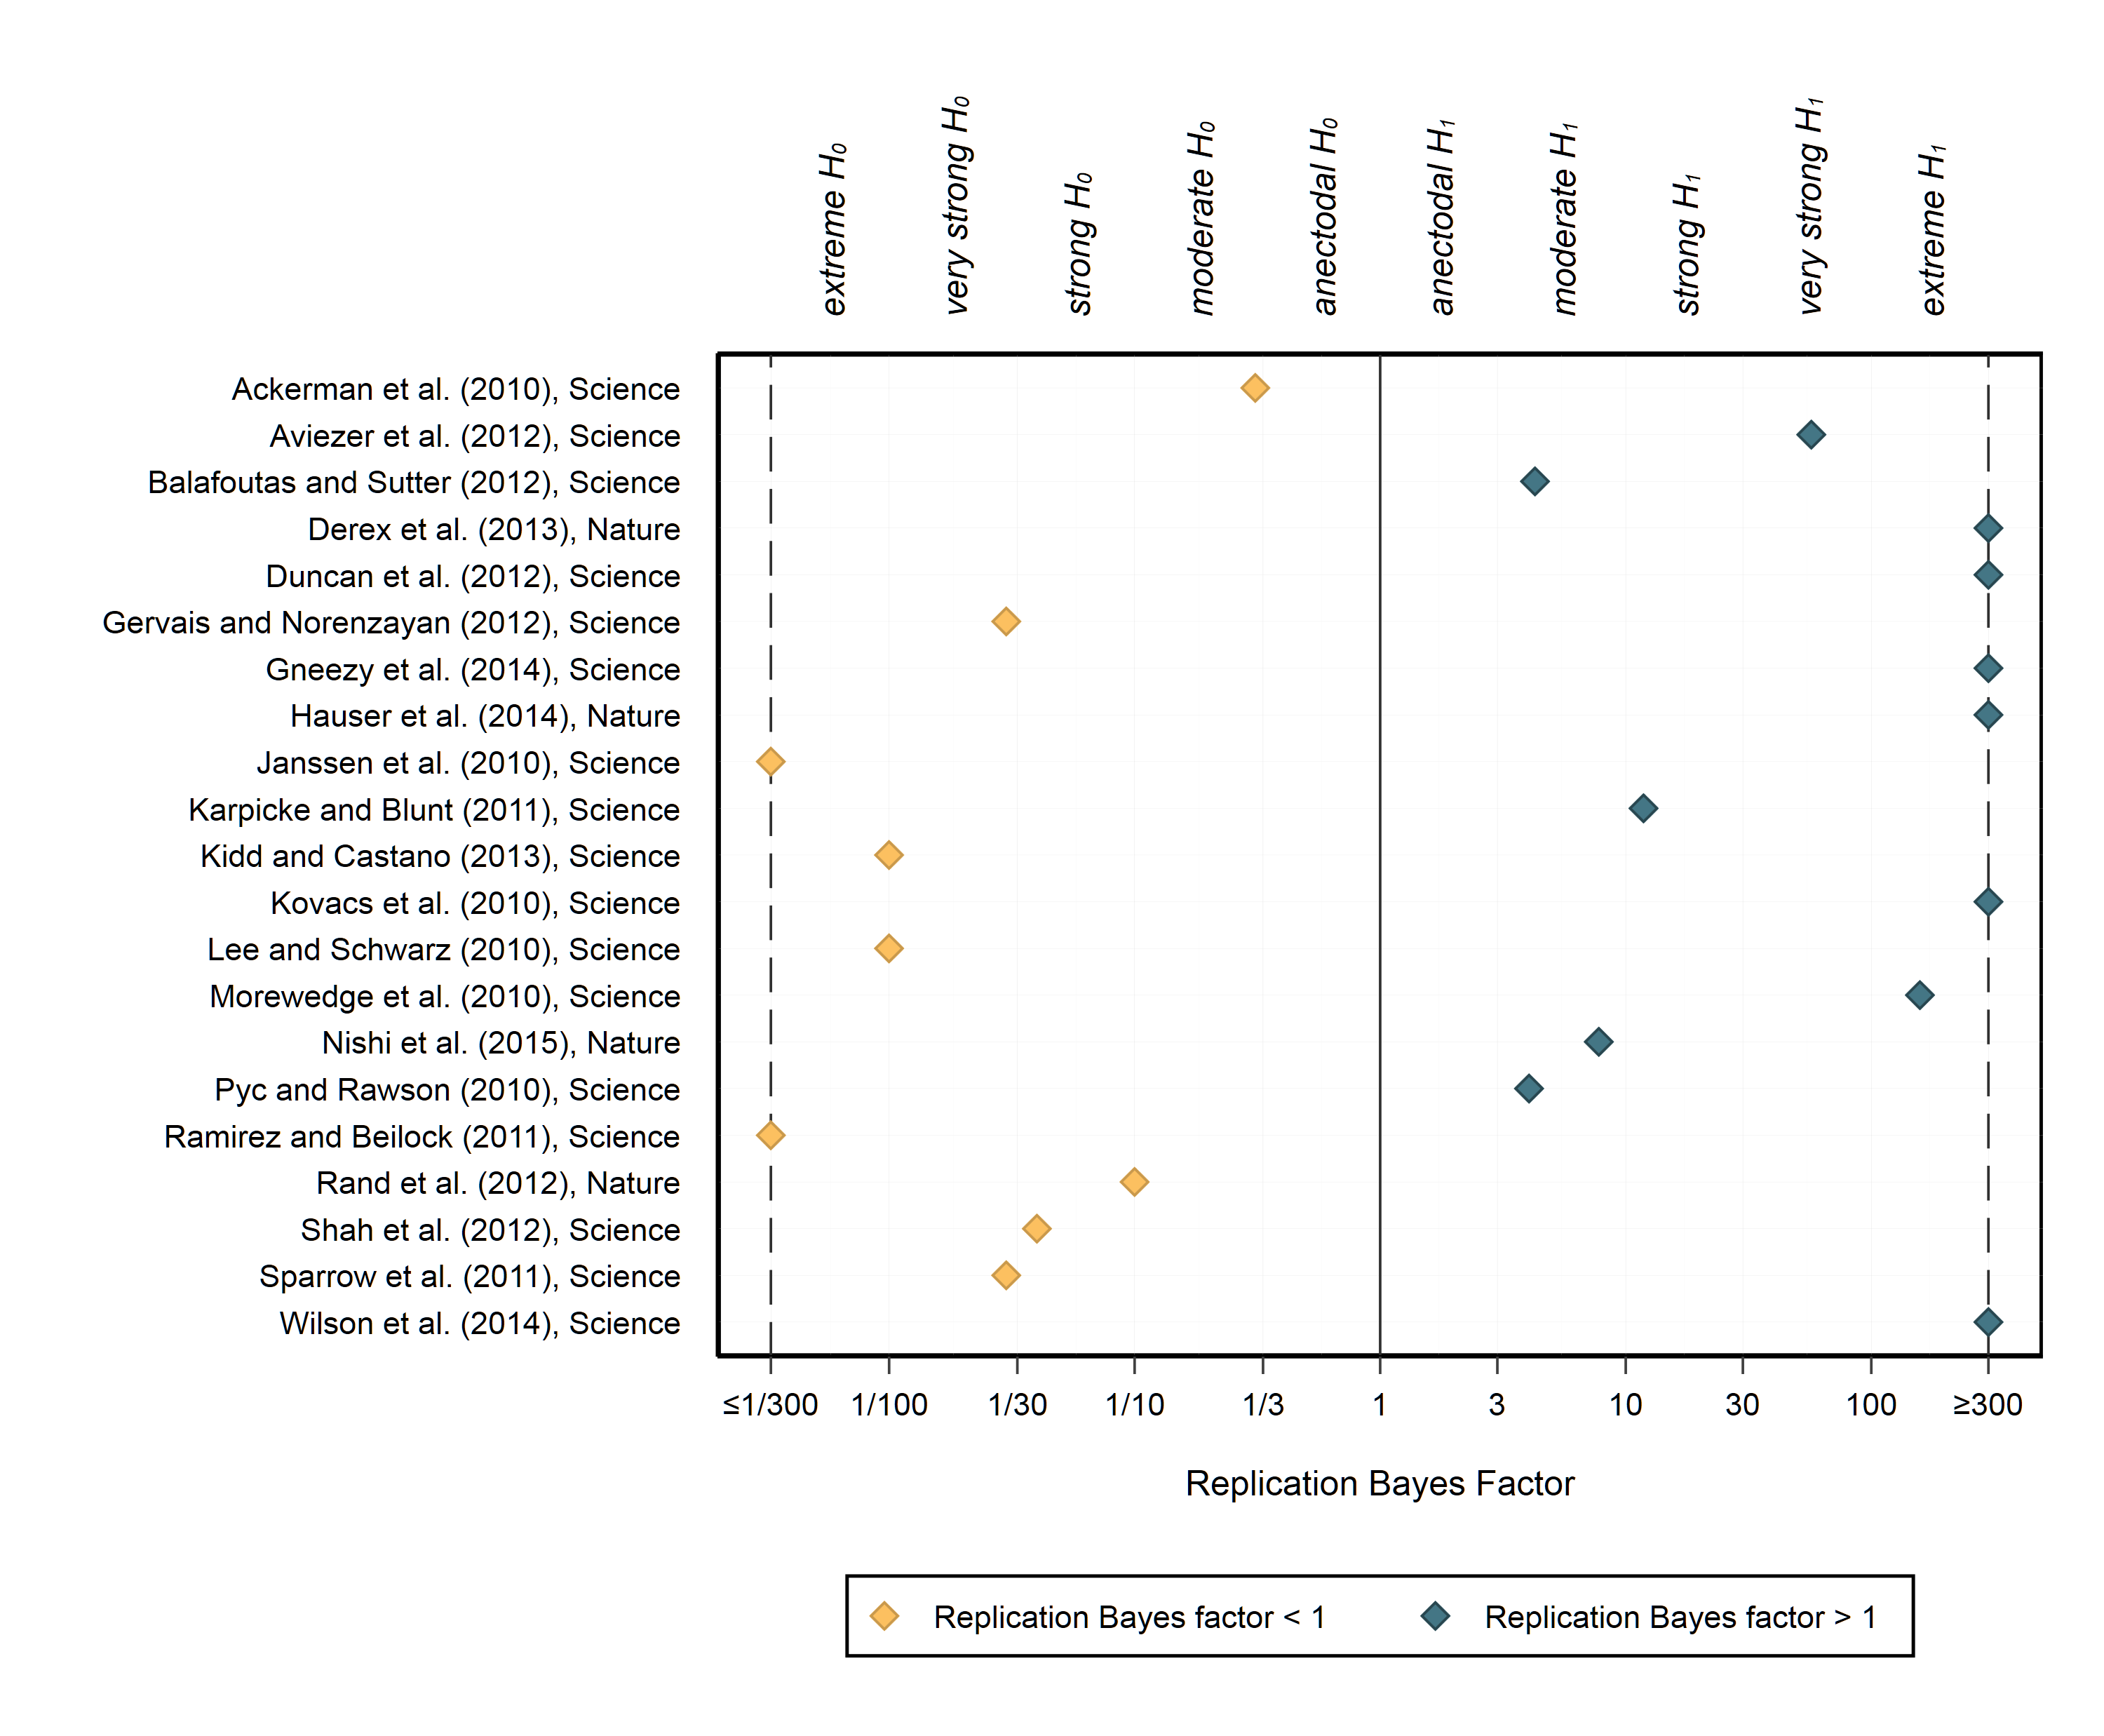 extreme H0
very strong H0
strong H0
moderate H0
anectodal H0
anectodal H1
moderate H1
strong H1
very strong H1
extreme H1
Ackerman et al. (2010), Science
Aviezer et al. (2012), Science
Balafoutas and Sutter (2012), Science
Derex et al. (2013), Nature
Duncan et al. (2012), Science
Gervais and Norenzayan (2012), Science
Gneezy et al. (2014), Science
Hauser et al. (2014), Nature
Janssen et al. (2010), Science
Karpicke and Blunt (2011), Science
Kidd and Castano (2013), Science
Kovacs et al. (2010), Science
Lee and Schwarz (2010), Science
Morewedge et al. (2010), Science
Nishi et al. (2015), Nature
Pyc and Rawson (2010), Science
Ramirez and Beilock (2011), Science
Rand et al. (2012), Nature
Shah et al. (2012), Science
Sparrow et al. (2011), Science
Wilson et al. (2014), Science
≤1/300 1/100 1/30 1/10 1/3 1 3 10 30 100 ≥300
Replication Bayes Factor
Replication Bayes factor < 1 Replication Bayes factor > 1